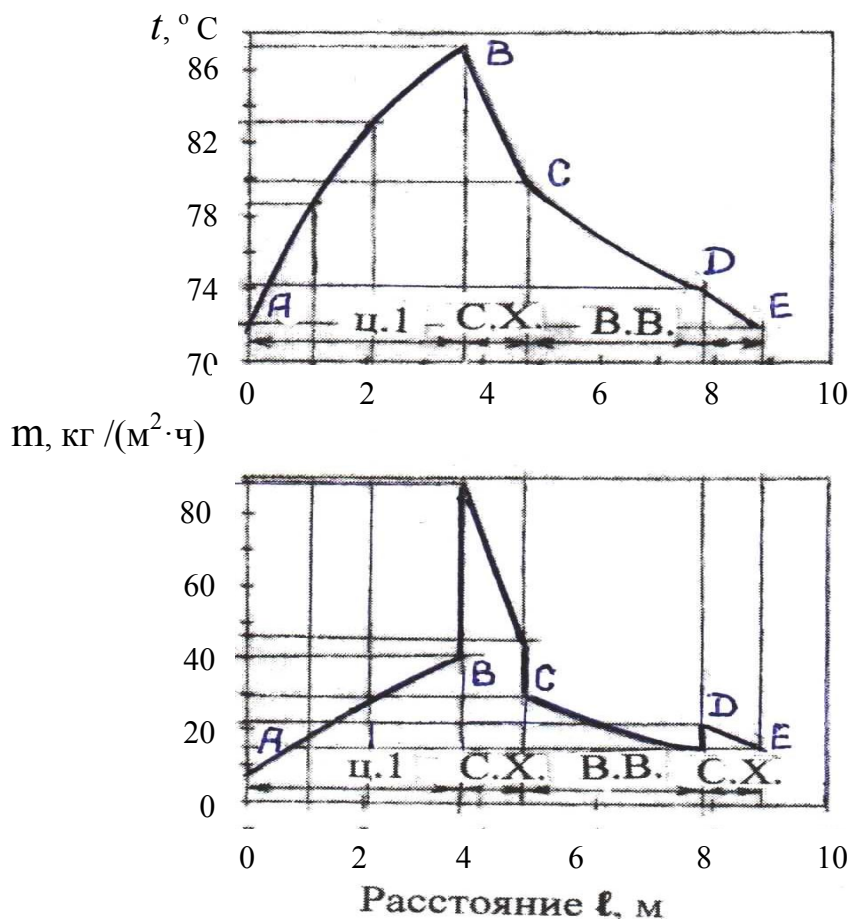 t, °C
86
82
78
74
70
A
B
C
D
E
ц.1 С.Х. В.В.
0 2 4 6 8 10
m, кг /(м²·ч)
80
60
40
20
0
A
B
C
D
E
ц.1 С.Х. В.В. С.Х.
0 2 4 6 8 10
Расстояние ℓ, м